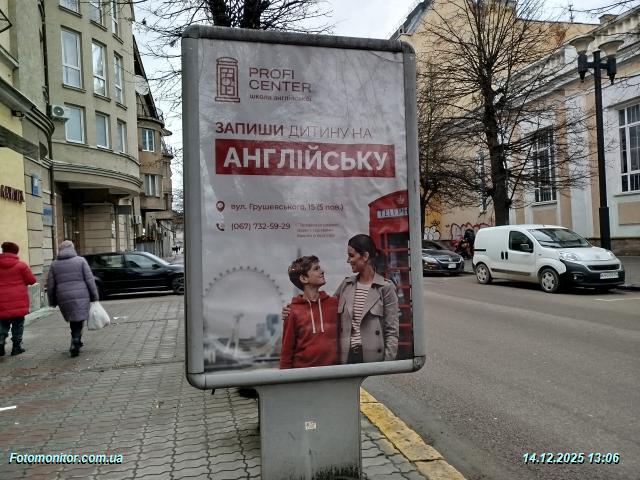 PROFI
CENTER
школа англійської
ЗАПИШИ ДИТИНУ НА
АНГЛІЙСЬКУ
вул. Грушевського, 15 (5 пов.)
(067) 732-59-29
TELEPH
Fotomonitor.com.ua
14.12.2025 13:06